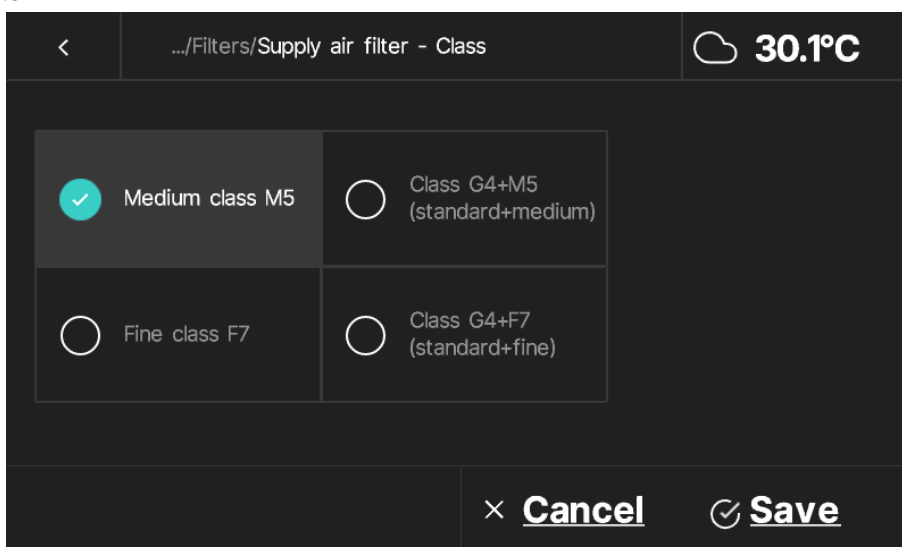 .../Filters/Supply air filter - Class
30.1°C
Medium class M5
Class G4+M5
(standard+medium)
Fine class F7
Class G4+F7
(standard+fine)
Cancel
Save